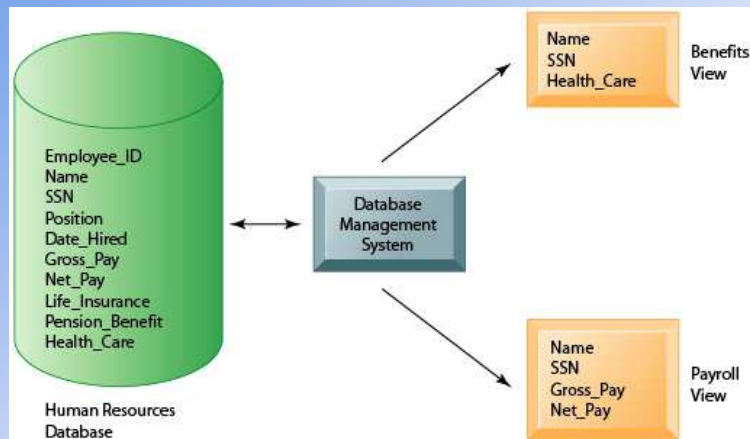 Employee_ID
Name
SSN
Position
Date_Hired
Gross_Pay
Net_Pay
Life_Insurance
Pension_Benefit
Health_Care
Human Resources
Database
Database
Management
System
Name
SSN
Health_Care
Benefits
View
Name
SSN
Gross_Pay
Net_Pay
Payroll
View